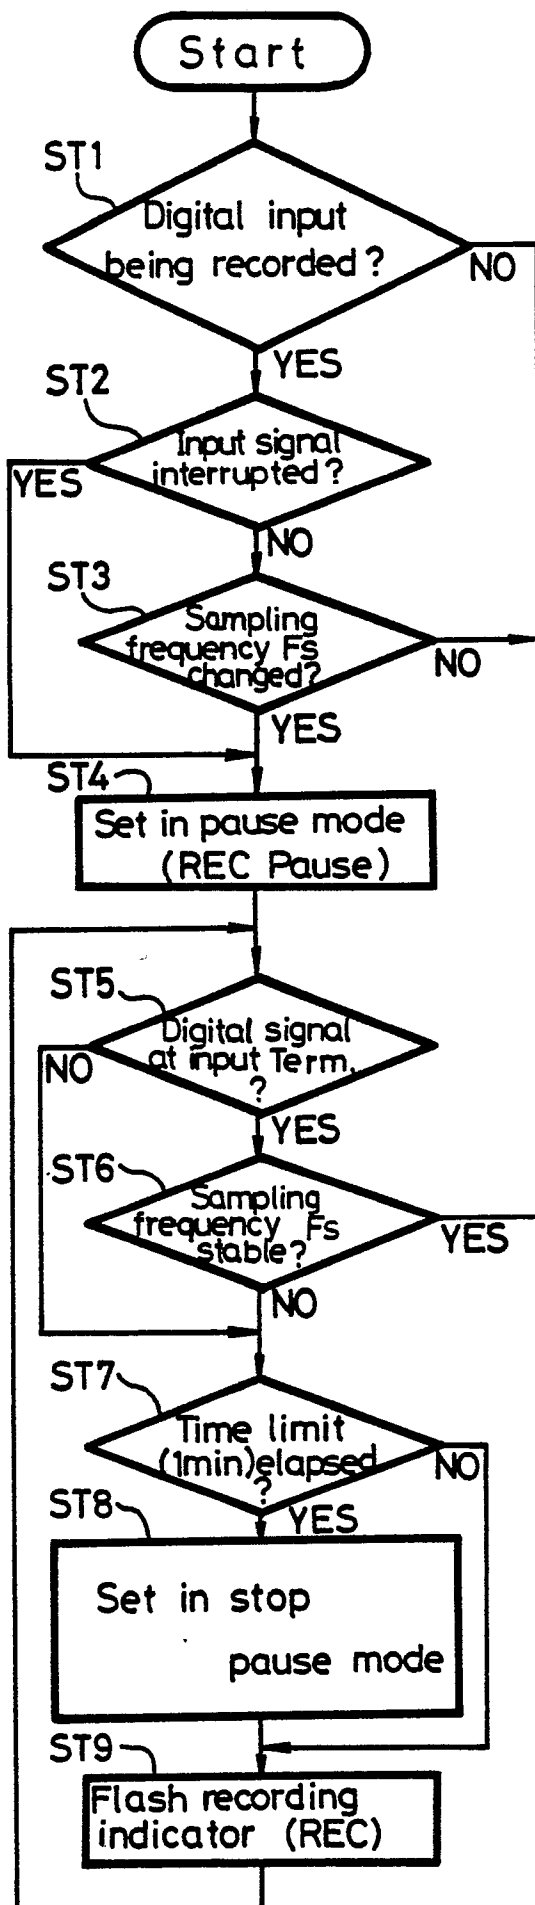 Start
ST1
Digital input
being recorded?
NO
YES
ST2
Input signal
interrupted?
YES
NO
ST3
Sampling
frequency Fs
changed?
NO
YES
ST4
Set in pause mode
(REC Pause)
ST5
Digital signal
at input Term.
?
NO
YES
ST6
Sampling
frequency Fs
stable?
YES
NO
ST7
Time limit
(1min)elapsed
?
NO
YES
ST8
Set in stop
pause mode
ST9
Flash recording
indicator (REC)